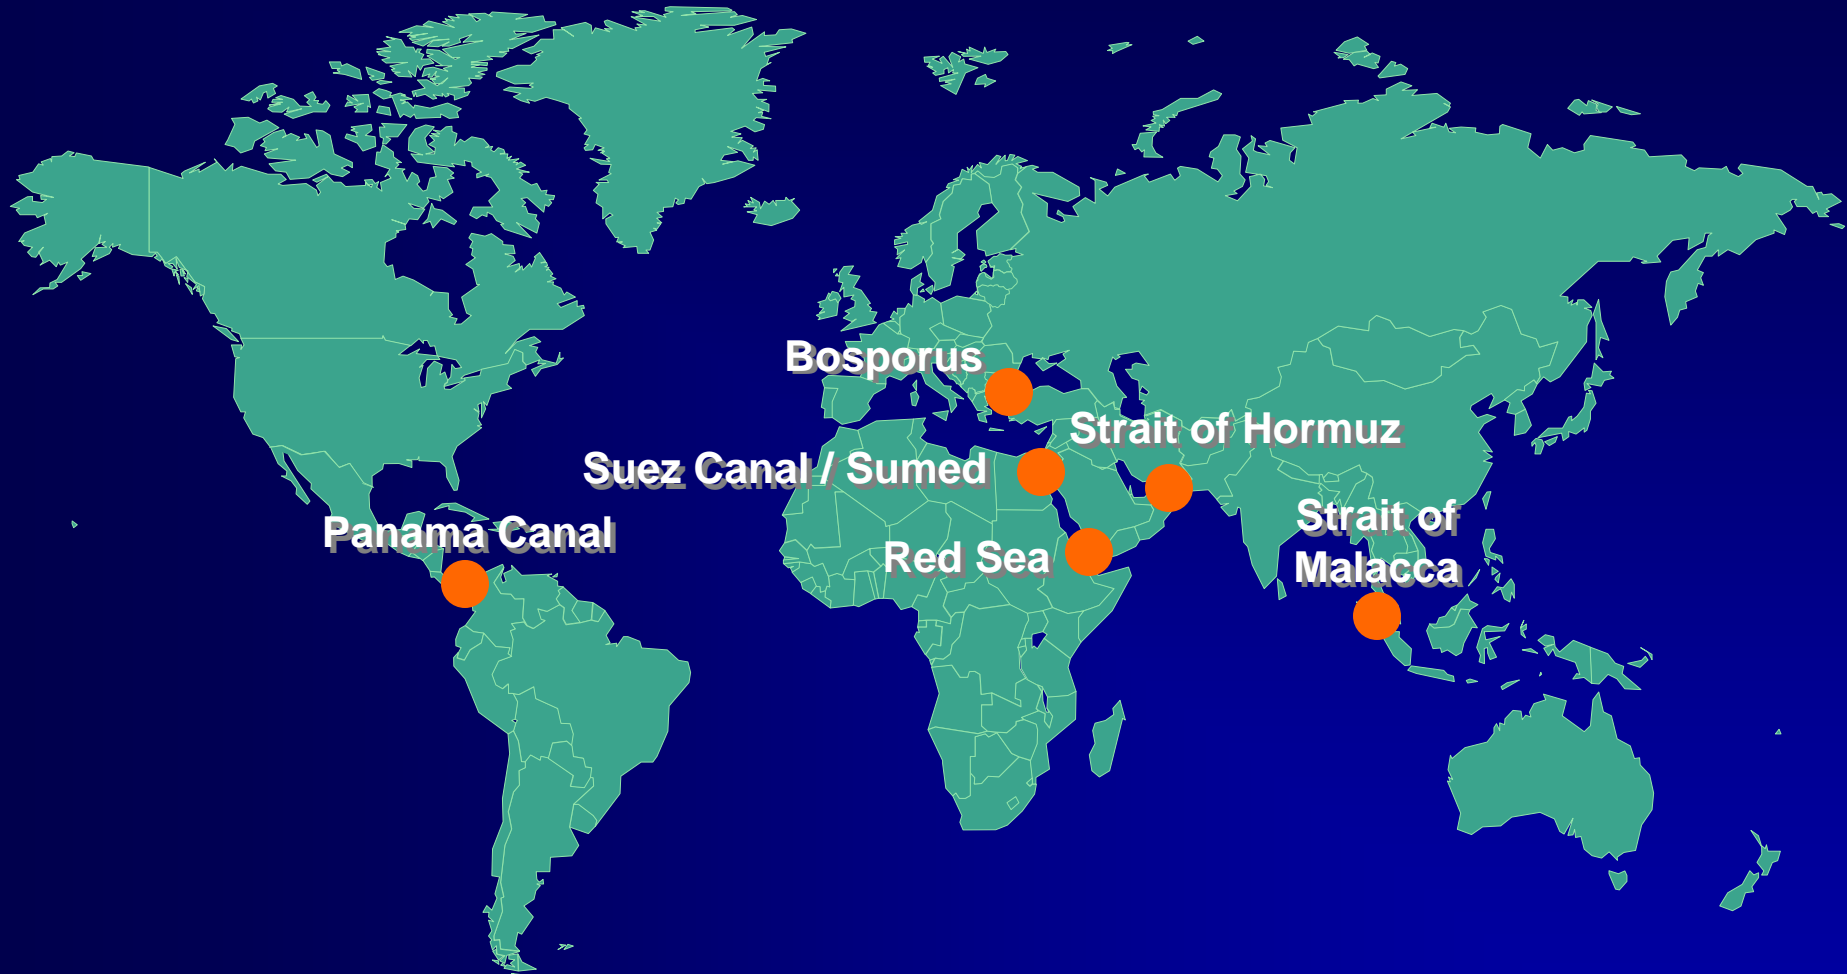 Bosporus
Strait of Hormuz
Suez Canal / Sumed
Strait of
Malacca
Panama Canal
Red Sea